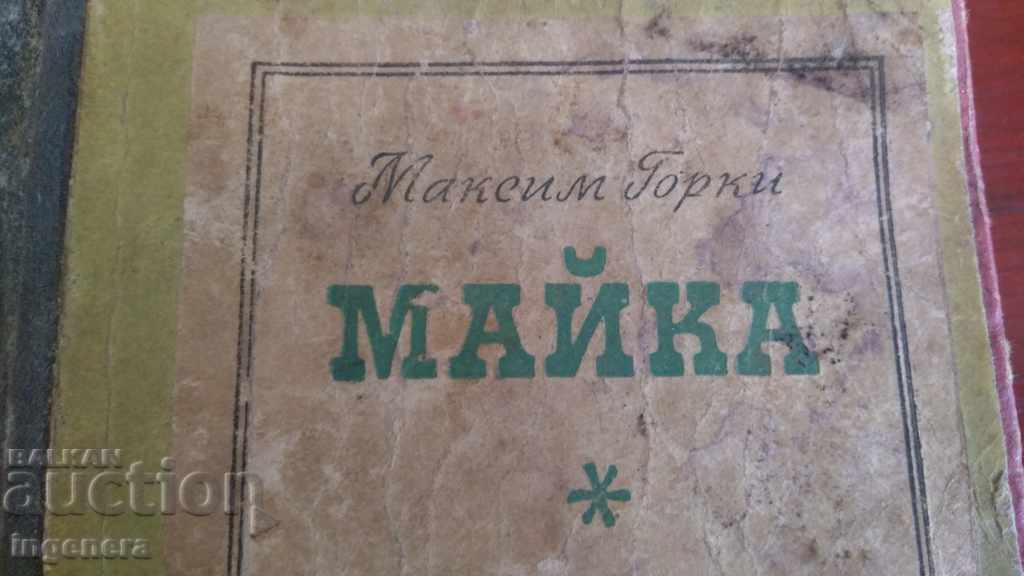 Максим Горки
МАЙКА
*
BALKAN
auction
ingenera